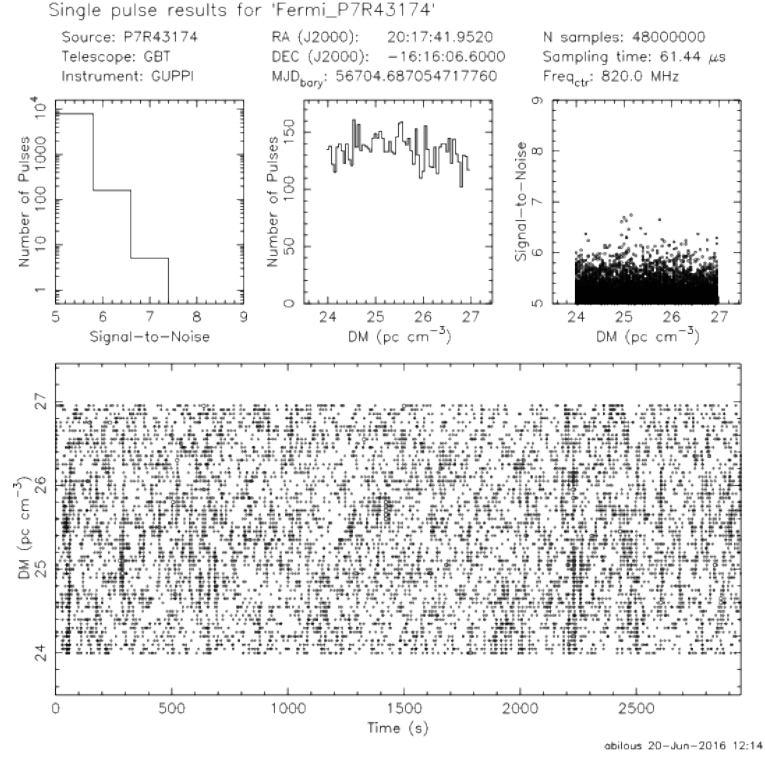 Single pulse results for 'Fermi_P7R43174'
Source: P7R43174 RA (J2000): 20:17:41.9520 N samples: 48000000
Telescope: GBT DEC (J2000): −16:16:06.6000 Sampling time: 61.44 μs
Instrument: GUPPI MJD_bary: 56704.687054717760 Freq_ctr: 820.0 MHz
Number of Pulses
10^4
1000
100
10
1
5 6 7 8 9
Signal−to−Noise
Number of Pulses
150
100
50
0
24 25 26 27
DM (pc cm^−3)
Signal−to−Noise
9
8
7
6
5
24 25 26 27
DM (pc cm^−3)
DM (pc cm^−3)
27
26
25
24
0 500 1000 1500 2000 2500
Time (s)
abilous 20−Jun−2016 12:14